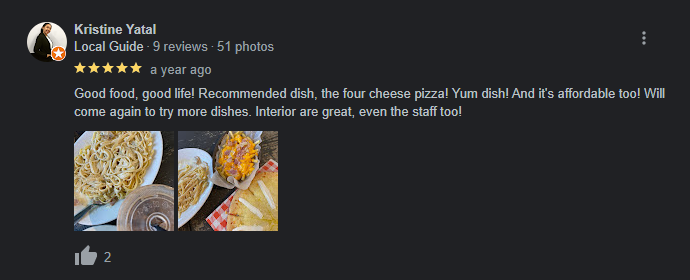 Kristine Yatal
Local Guide · 9 reviews · 51 photos
a year ago
Good food, good life! Recommended dish, the four cheese pizza! Yum dish! And it's affordable too! Will
come again to try more dishes. Interior are great, even the staff too!
2